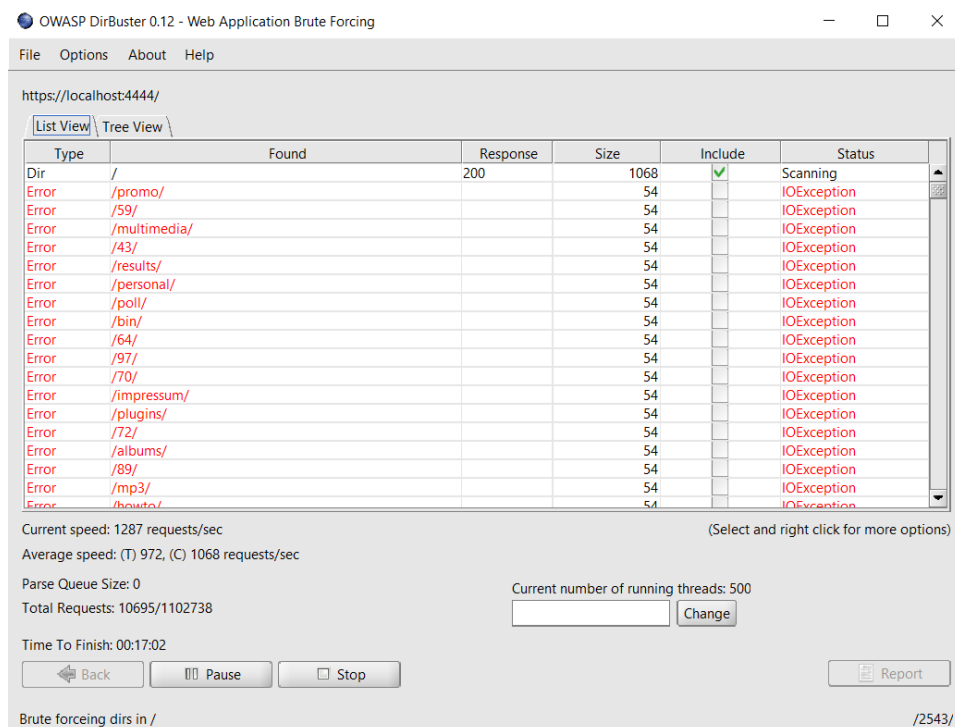 OWASP DirBuster 0.12 - Web Application Brute Forcing
File Options About Help
https://localhost:4444/
List View Tree View
Type Found Response Size Include Status
Dir / 200 1068 Scanning
Error /promo/ 54 IOException
Error /59/ 54 IOException
Error /multimedia/ 54 IOException
Error /43/ 54 IOException
Error /results/ 54 IOException
Error /personal/ 54 IOException
Error /poll/ 54 IOException
Error /bin/ 54 IOException
Error /64/ 54 IOException
Error /97/ 54 IOException
Error /70/ 54 IOException
Error /impressum/ 54 IOException
Error /plugins/ 54 IOException
Error /72/ 54 IOException
Error /albums/ 54 IOException
Error /89/ 54 IOException
Error /mp3/ 54 IOException
Error /howto/ 54 IOException
Current speed: 1287 requests/sec (Select and right click for more options)
Average speed: (T) 972, (C) 1068 requests/sec
Parse Queue Size: 0 Current number of running threads: 500
Total Requests: 10695/1102738 Change
Time To Finish: 00:17:02
Back Pause Stop Report
Brute forceing dirs in / /2543/